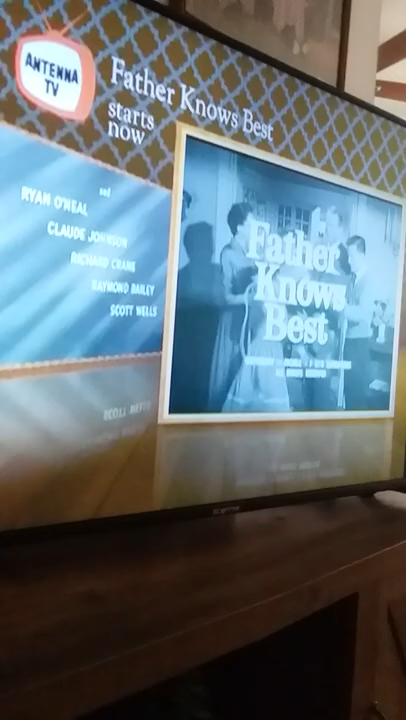 ANTENNA
TV
Father Knows Best
starts
now
and
RYAN O'NEAL
CLAUDE JOHNSON
RICHARD CRANE
RAYMOND BAILEY
SCOTT WELLS
Father
Knows
Best
SCEPTRE